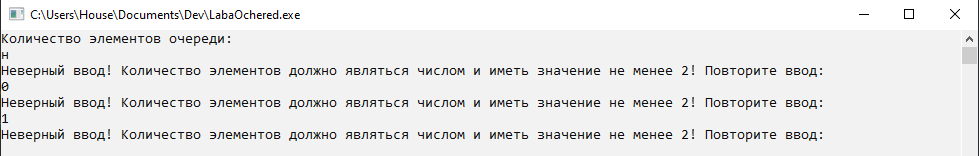 C:\Users\House\Documents\Dev\LabaOchered.exe
Количество элементов очереди:
н
Неверный ввод! Количество элементов должно являться числом и иметь значение не менее 2! Повторите ввод:
0
Неверный ввод! Количество элементов должно являться числом и иметь значение не менее 2! Повторите ввод:
1
Неверный ввод! Количество элементов должно являться числом и иметь значение не менее 2! Повторите ввод: